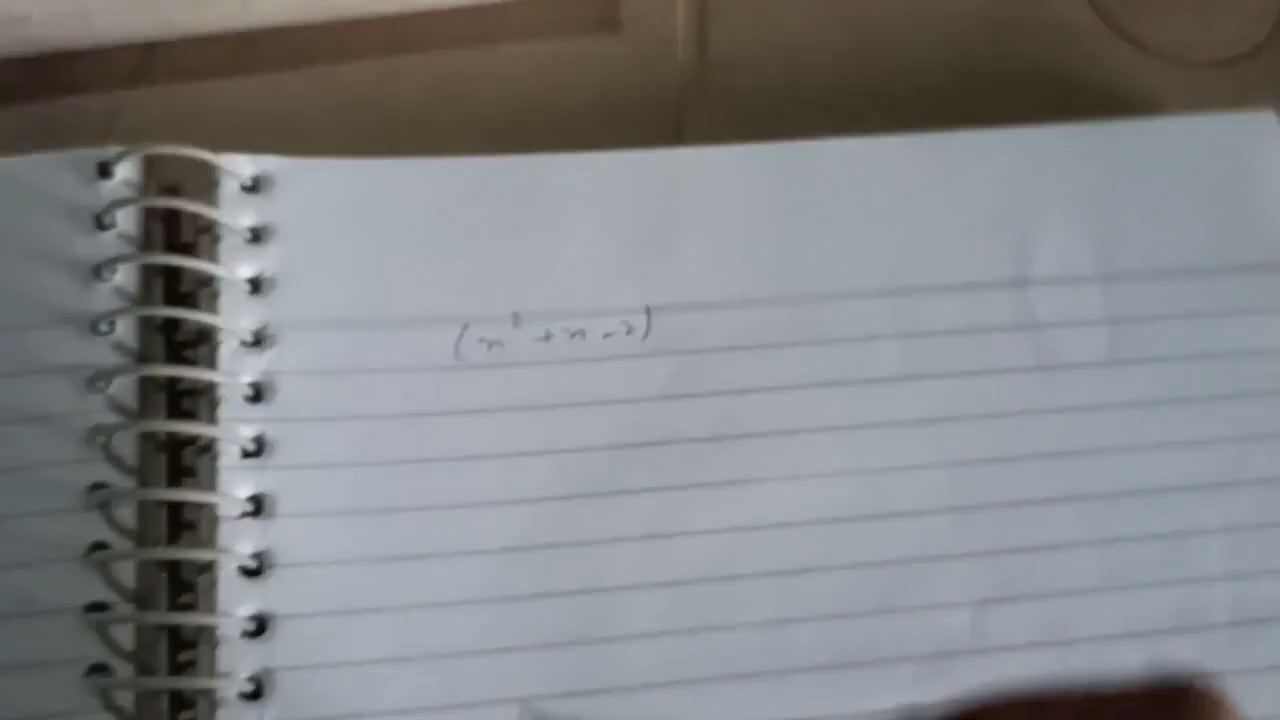 (x² + x - 2)